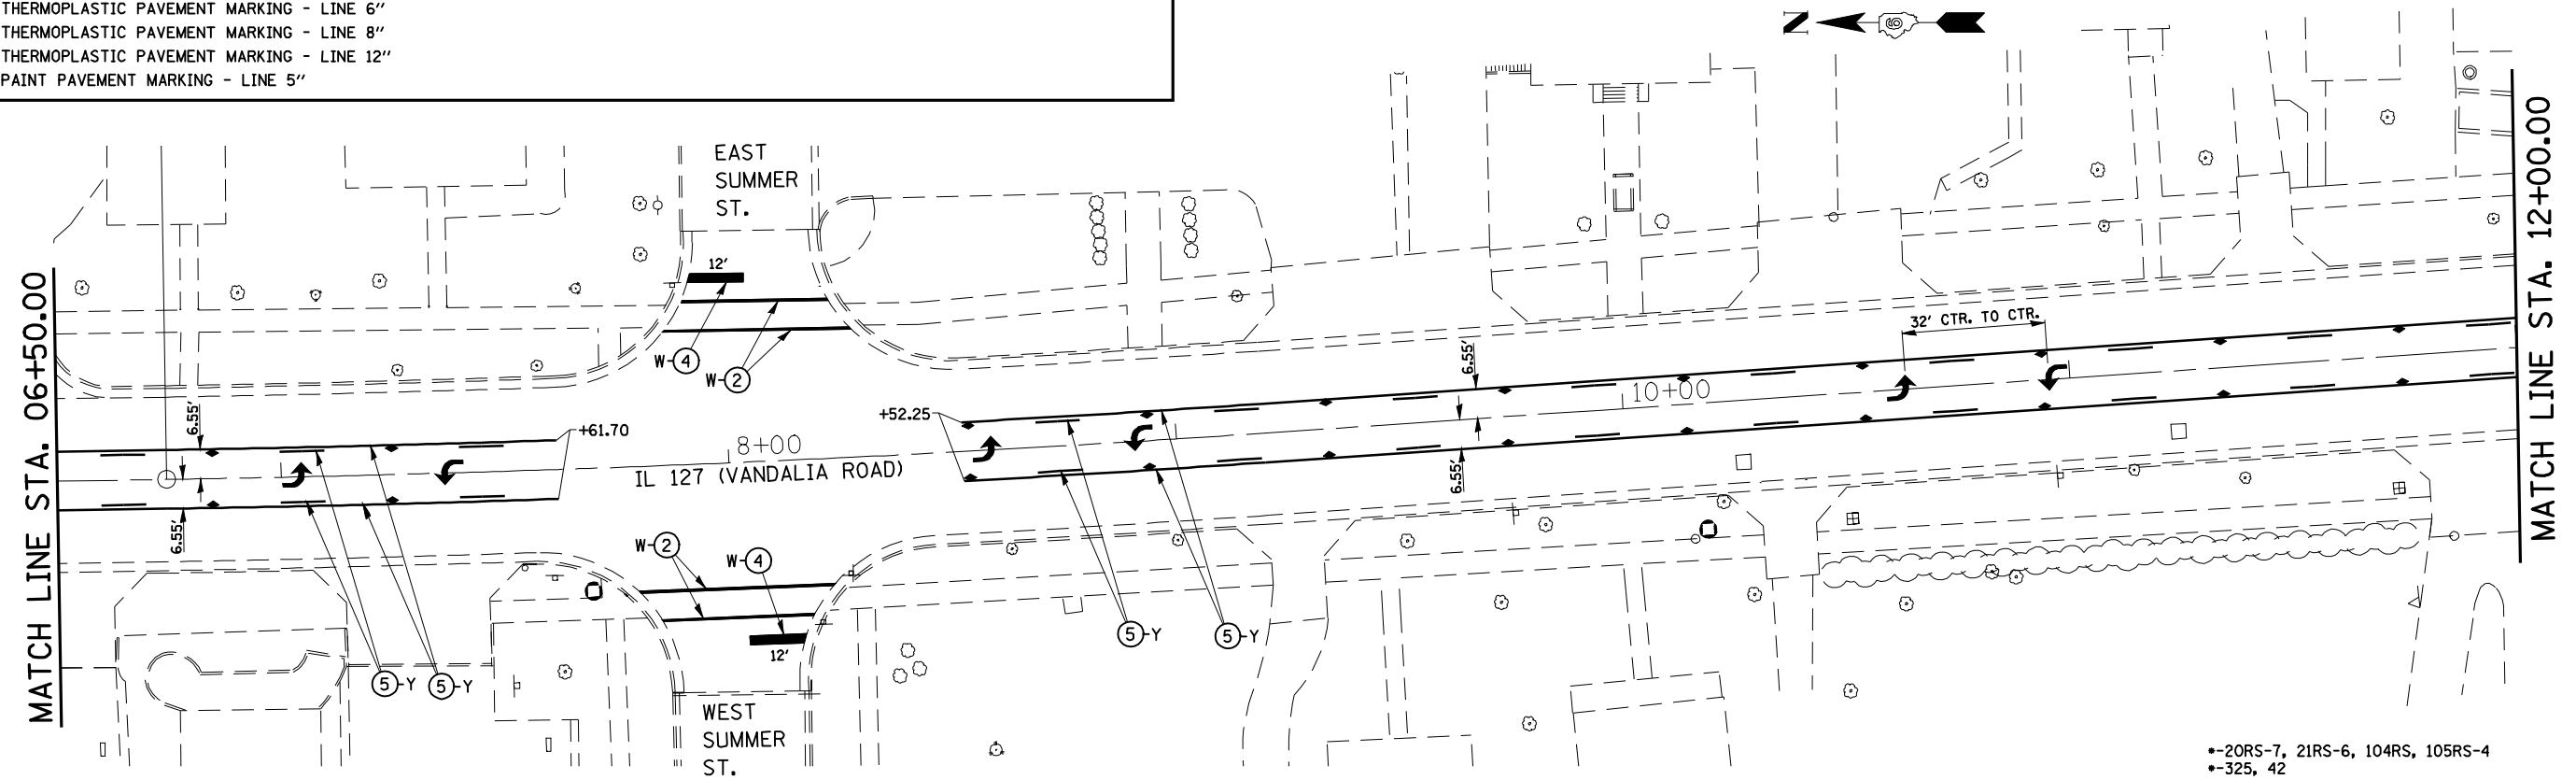 THERMOPLASTIC PAVEMENT MARKING - LINE 6"
THERMOPLASTIC PAVEMENT MARKING - LINE 8"
THERMOPLASTIC PAVEMENT MARKING - LINE 12"
PAINT PAVEMENT MARKING - LINE 5"
N
6
EAST
SUMMER
ST.
12'
W-4
W-2
MATCH LINE STA. 06+50.00
MATCH LINE STA. 12+00.00
32' CTR. TO CTR.
6.55'
6.55'
6.55'
6.55'
+61.70
+52.25
8+00
10+00
IL 127 (VANDALIA ROAD)
W-2
W-4
12'
5-Y
5-Y
5-Y
5-Y
WEST
SUMMER
ST.
*-20RS-7, 21RS-6, 104RS, 105RS-4
*-325, 42